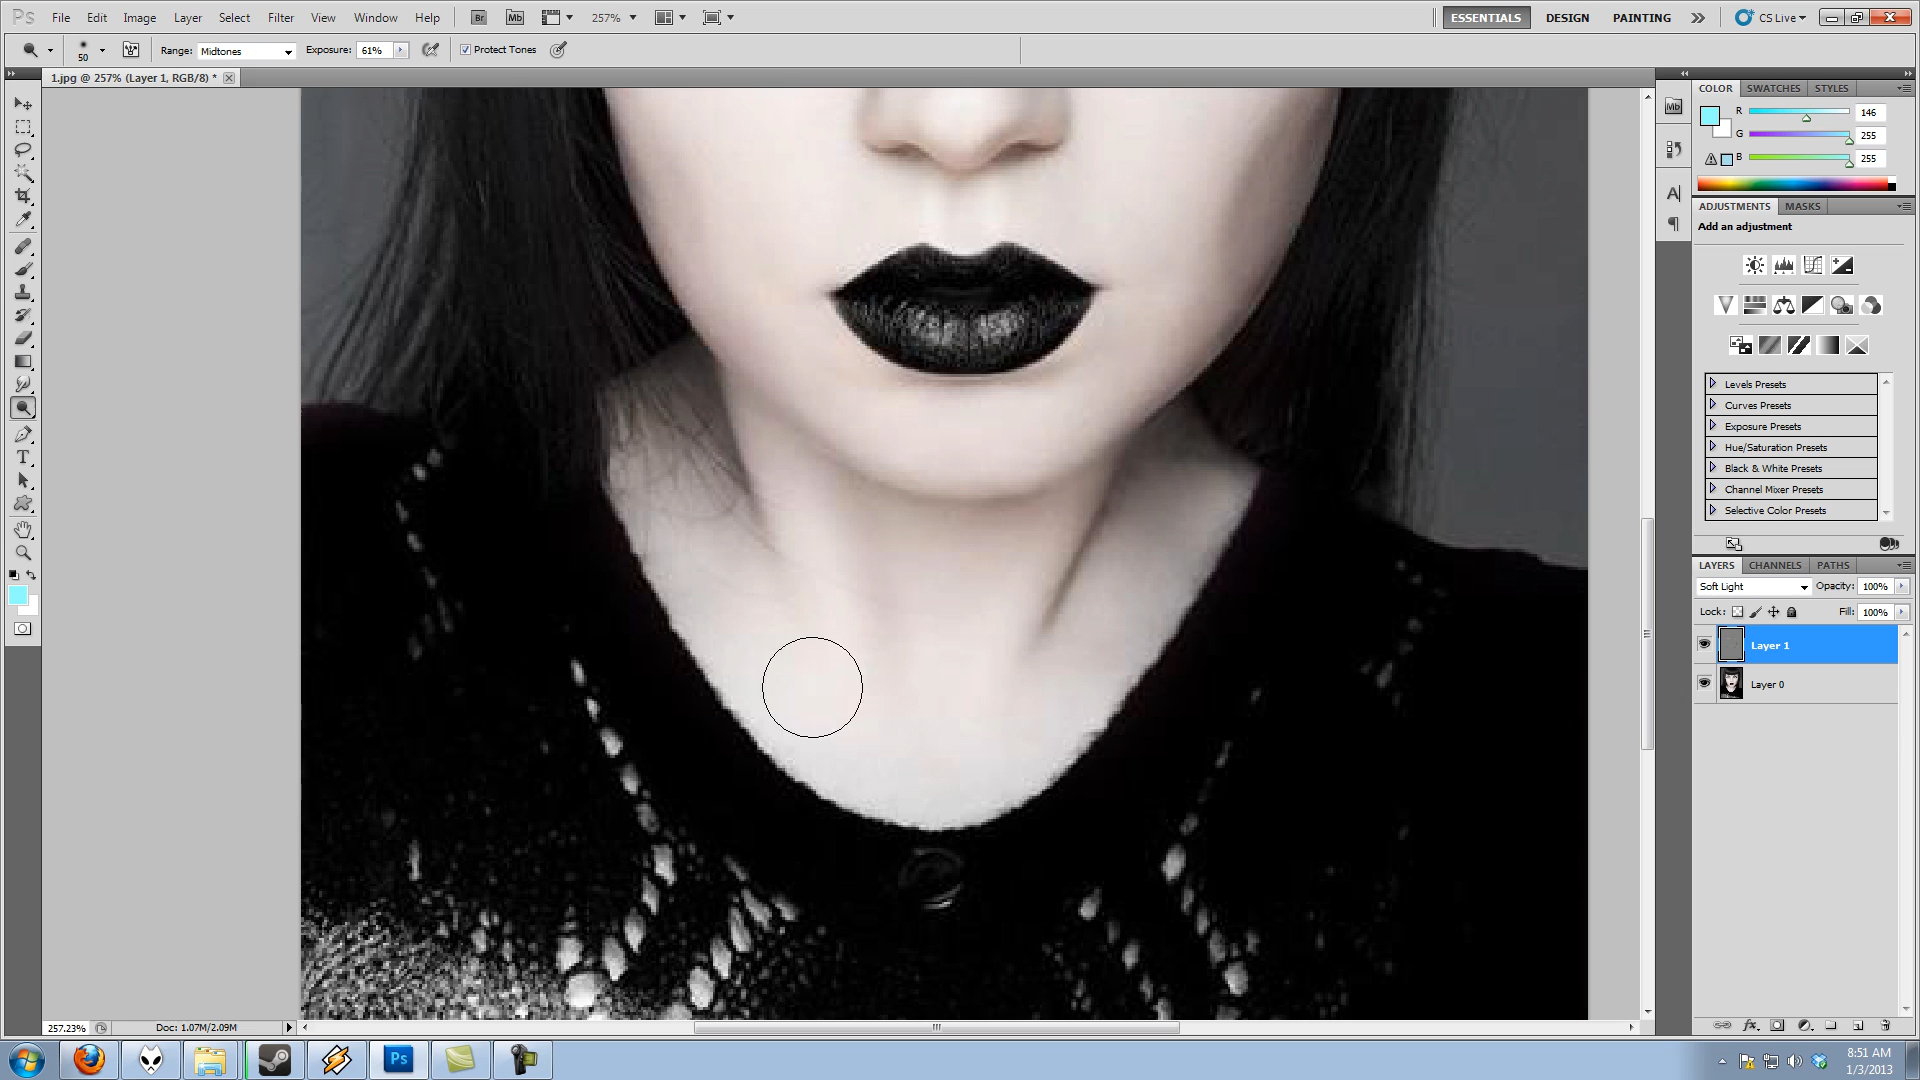 Ps File Edit Image Layer Select Filter View Window Help Br Mb 257% ESSENTIALS DESIGN PAINTING CS Live
50 Range: Midtones Exposure: 61% Protect Tones
1.jpg @ 257% (Layer 1, RGB/8) *
COLOR SWATCHES STYLES
Mb
R 146
G 255
B 255
A
ADJUSTMENTS MASKS
Add an adjustment
Levels Presets
Curves Presets
Exposure Presets
Hue/Saturation Presets
Black & White Presets
Channel Mixer Presets
Selective Color Presets
T
LAYERS CHANNELS PATHS
Soft Light Opacity: 100%
Lock: Fill: 100%
Layer 1
Layer 0
257.23% Doc: 1.07M/2.09M
fx
Ps
8:51 AM
1/3/2013